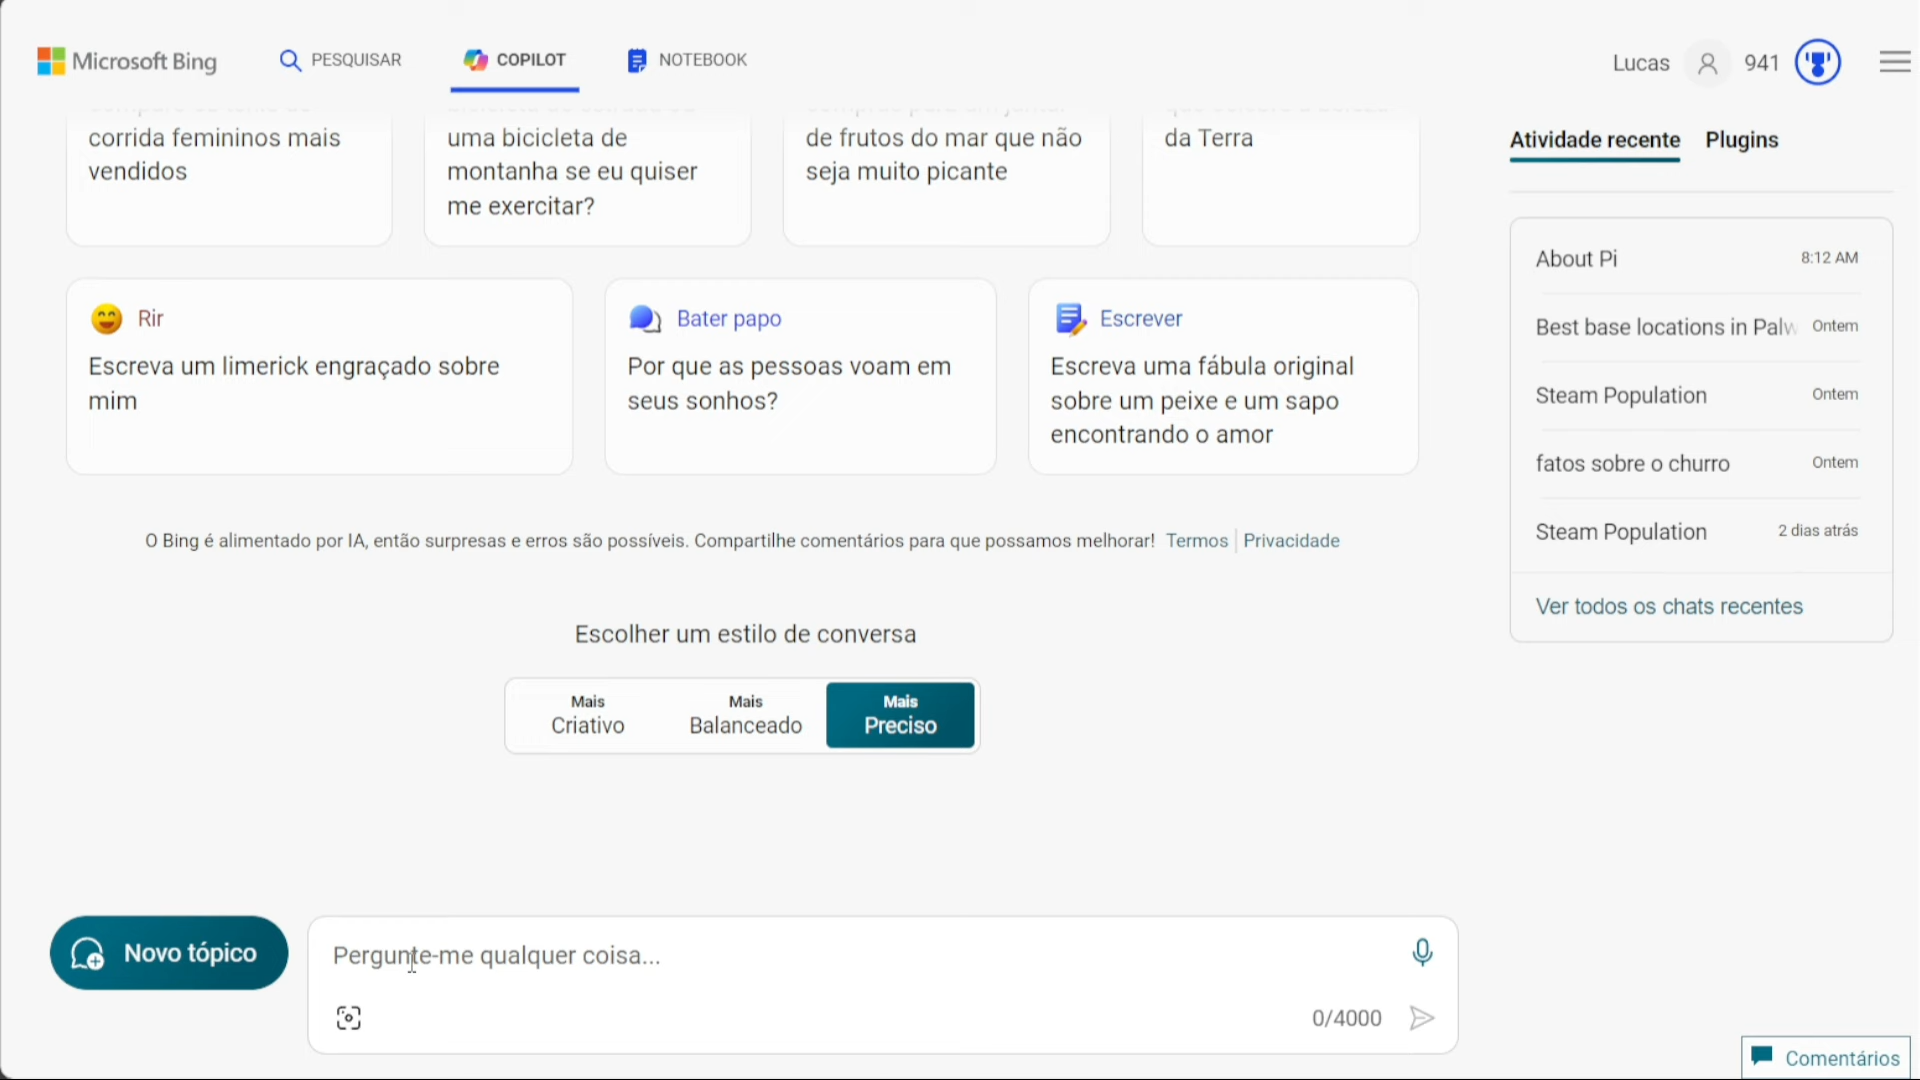 Microsoft Bing
PESQUISAR
COPILOT
NOTEBOOK
Lucas
941
corrida femininos mais
vendidos
uma bicicleta de
montanha se eu quiser
me exercitar?
de frutos do mar que não
seja muito picante
da Terra
Atividade recente
Plugins
About Pi
8:12 AM
Best base locations in Palw
Ontem
Steam Population
Ontem
fatos sobre o churro
Ontem
Steam Population
2 dias atrás
Ver todos os chats recentes
Rir
Escreva um limerick engraçado sobre
mim
Bater papo
Por que as pessoas voam em
seus sonhos?
Escrever
Escreva uma fábula original
sobre um peixe e um sapo
encontrando o amor
O Bing é alimentado por IA, então surpresas e erros são possíveis. Compartilhe comentários para que possamos melhorar! Termos | Privacidade
Escolher um estilo de conversa
Mais
Criativo
Mais
Balanceado
Mais
Preciso
Novo tópico
Pergunte-me qualquer coisa...
0/4000
Comentários